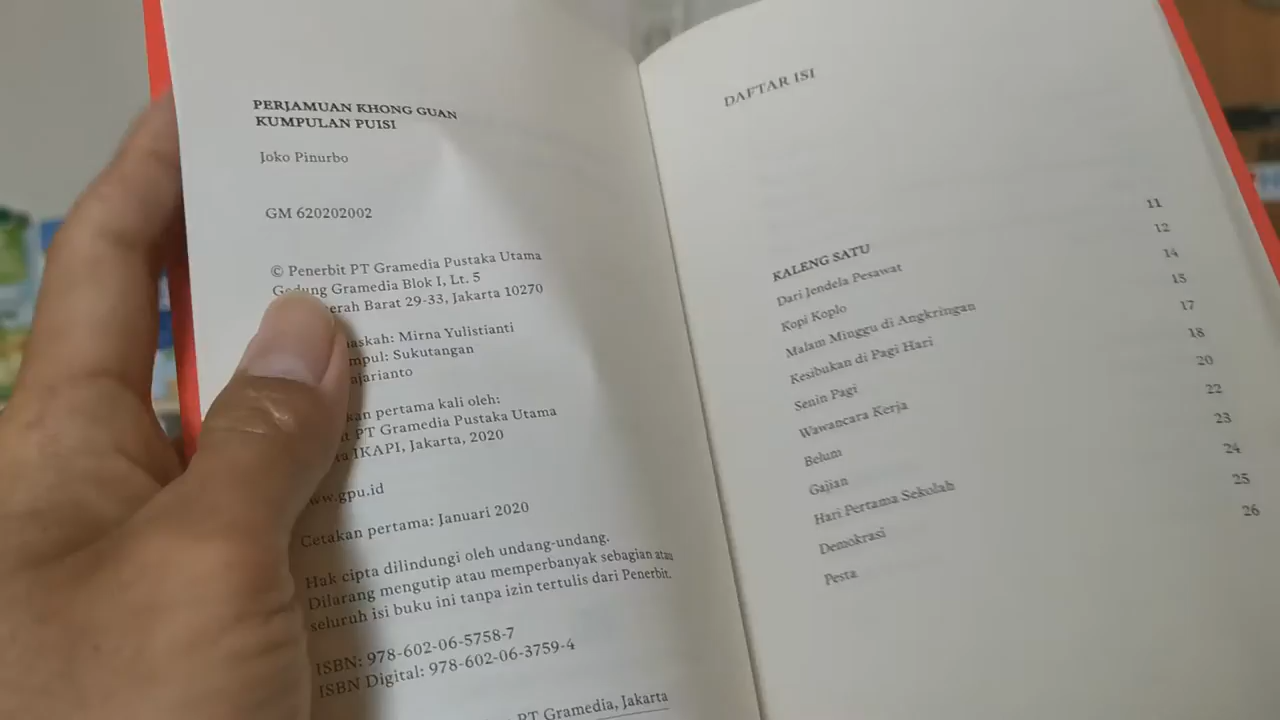 PERJAMUAN KHONG GUAN
KUMPULAN PUISI
Joko Pinurbo
GM 620202002
© Penerbit PT Gramedia Pustaka Utama
Gedung Gramedia Blok I, Lt. 5
Barat 29-33, Jakarta 10270
Mirna Yulistianti
Sukutangan
pertama kali oleh:
PT Gramedia Pustaka Utama
IKAPI, Jakarta, 2020
www.gpu.id
Cetakan pertama: Januari 2020
Hak cipta dilindungi oleh undang-undang.
Dilarang mengutip atau memperbanyak sebagian atau
seluruh isi buku ini tanpa izin tertulis dari Penerbit.
ISBN: 978-602-06-5758-7
ISBN Digital: 978-602-06-3759-4
PT Gramedia, Jakarta
DAFTAR ISI
KALENG SATU 11
Dari Jendela Pesawat 12
Kopi Koplo 14
Malam Minggu di Angkringan 15
Kesibukan di Pagi Hari 17
Senin Pagi 18
Wawancara Kerja 20
Belum 22
Gajian 23
Hari Pertama Sekolah 24
Demokrasi 25
Pesta 26